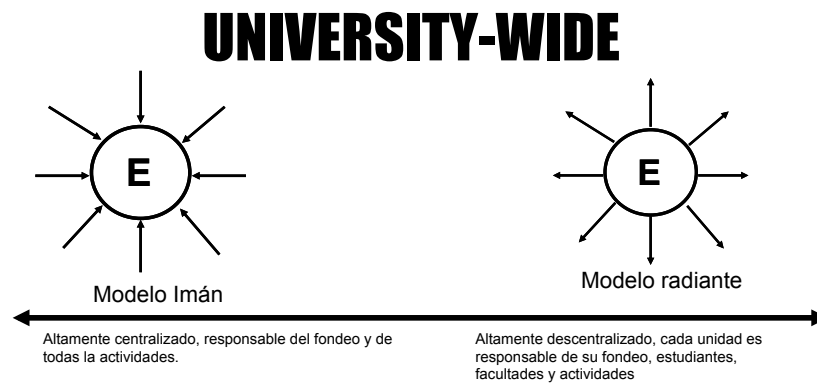 UNIVERSITY-WIDE
E
E
Modelo Imán
Modelo radiante
Altamente centralizado, responsable del fondeo y de
todas la actividades.
Altamente descentralizado, cada unidad es
responsable de su fondeo, estudiantes,
facultades y actividades